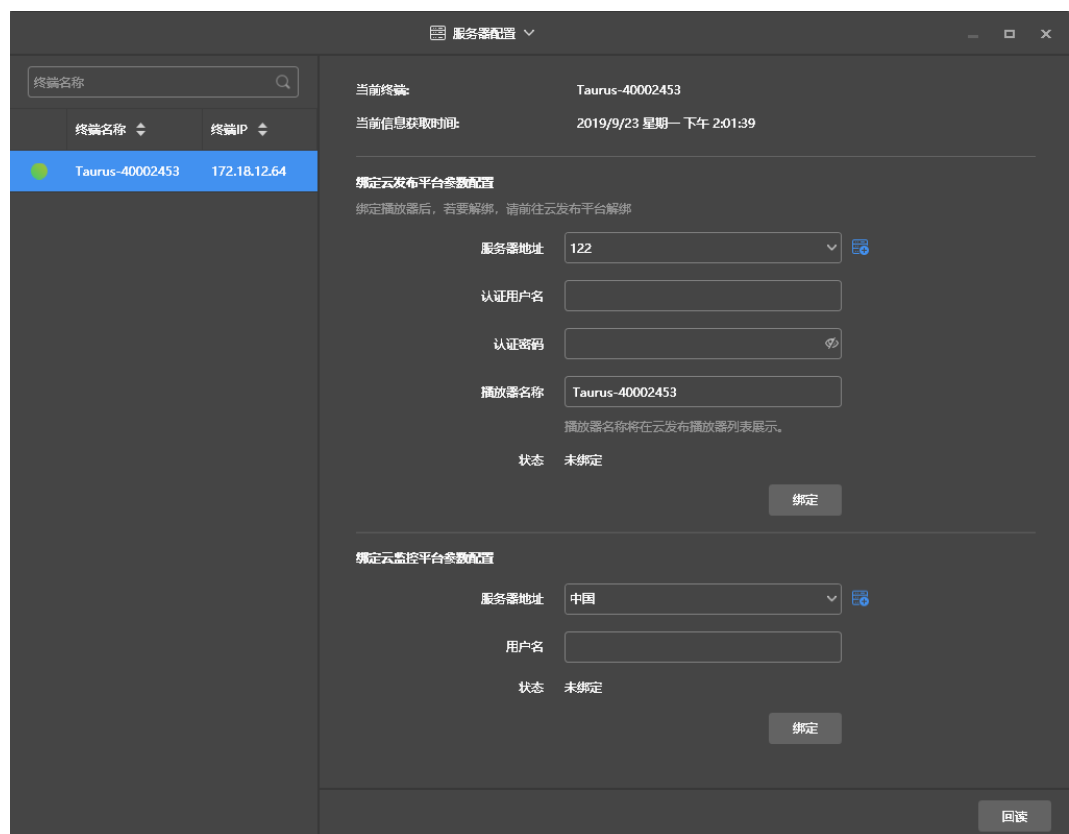 服务器配置
终端名称
终端名称 终端IP
Taurus-40002453 172.18.12.64
当前终端: Taurus-40002453
当前信息获取时间: 2019/9/23 星期一 下午 2:01:39
绑定云发布平台参数配置
绑定播放器后，若要解绑，请前往云发布平台解绑
服务器地址 122
认证用户名
认证密码
播放器名称 Taurus-40002453
播放器名称将在云发布播放器列表展示。
状态 未绑定
绑定
绑定云监控平台参数配置
服务器地址 中国
用户名
状态 未绑定
绑定
回读